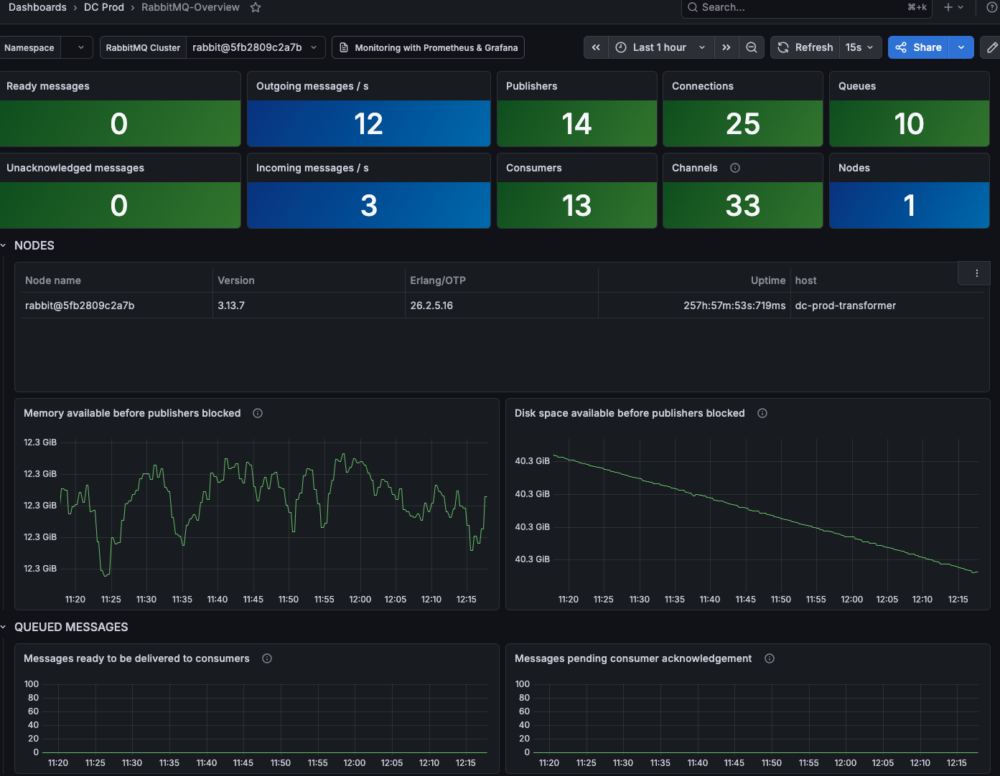 Dashboards › DC Prod › RabbitMQ-Overview
Search... ⌘+k
Namespace
RabbitMQ Cluster rabbit@5fb2809c2a7b
Monitoring with Prometheus & Grafana
Last 1 hour
Refresh 15s
Share
Ready messages
0
Outgoing messages / s
12
Publishers
14
Connections
25
Queues
10
Unacknowledged messages
0
Incoming messages / s
3
Consumers
13
Channels
33
Nodes
1
NODES
Node name Version Erlang/OTP Uptime host
rabbit@5fb2809c2a7b 3.13.7 26.2.5.16 257h:57m:53s:719ms dc-prod-transformer
Memory available before publishers blocked
12.3 GiB
12.3 GiB
12.3 GiB
12.3 GiB
12.3 GiB
11:20 11:25 11:30 11:35 11:40 11:45 11:50 11:55 12:00 12:05 12:10 12:15
Disk space available before publishers blocked
40.3 GiB
40.3 GiB
40.3 GiB
40.3 GiB
11:20 11:25 11:30 11:35 11:40 11:45 11:50 11:55 12:00 12:05 12:10 12:15
QUEUED MESSAGES
Messages ready to be delivered to consumers
100
80
60
40
20
0
11:20 11:25 11:30 11:35 11:40 11:45 11:50 11:55 12:00 12:05 12:10 12:15
Messages pending consumer acknowledgement
100
80
60
40
20
0
11:20 11:25 11:30 11:35 11:40 11:45 11:50 11:55 12:00 12:05 12:10 12:15